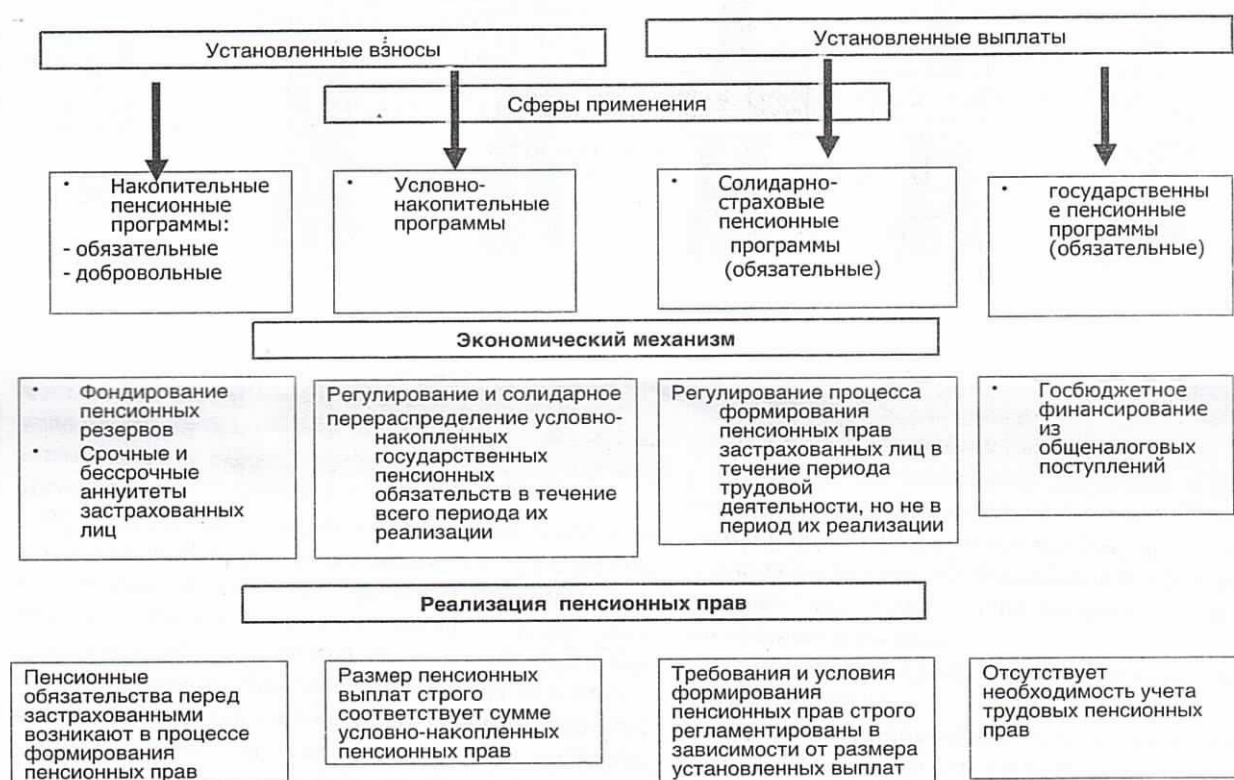 Установленные взносы
Установленные выплаты
Сферы применения
• Накопительные
пенсионные
программы:
- обязательные
- добровольные
• Условно-
накопительные
программы
• Солидарно-
страховые
пенсионные
программы
(обязательные)
• государственны
е пенсионные
программы
(обязательные)
Экономический механизм
• Фондирование
пенсионных
резервов
• Срочные и
бессрочные
аннуитеты
застрахованных
лиц
Регулирование и солидарное
перераспределение условно-
накопленных
государственных
пенсионных
обязательств в течение
всего периода их
реализации
Регулирование процесса
формирования
пенсионных прав
застрахованных лиц в
течение периода
трудовой
деятельности, но не в
период их реализации
• Госбюджетное
финансирование
из
общеналоговых
поступлений
Реализация пенсионных прав
Пенсионные
обязательства перед
застрахованными
возникают в процессе
формирования
пенсионных прав
Размер пенсионных
выплат строго
соответствует сумме
условно-накопленных
пенсионных прав
Требования и условия
формирования
пенсионных прав строго
регламентированы в
зависимости от размера
установленных выплат
Отсутствует
необходимость учета
трудовых пенсионных
прав